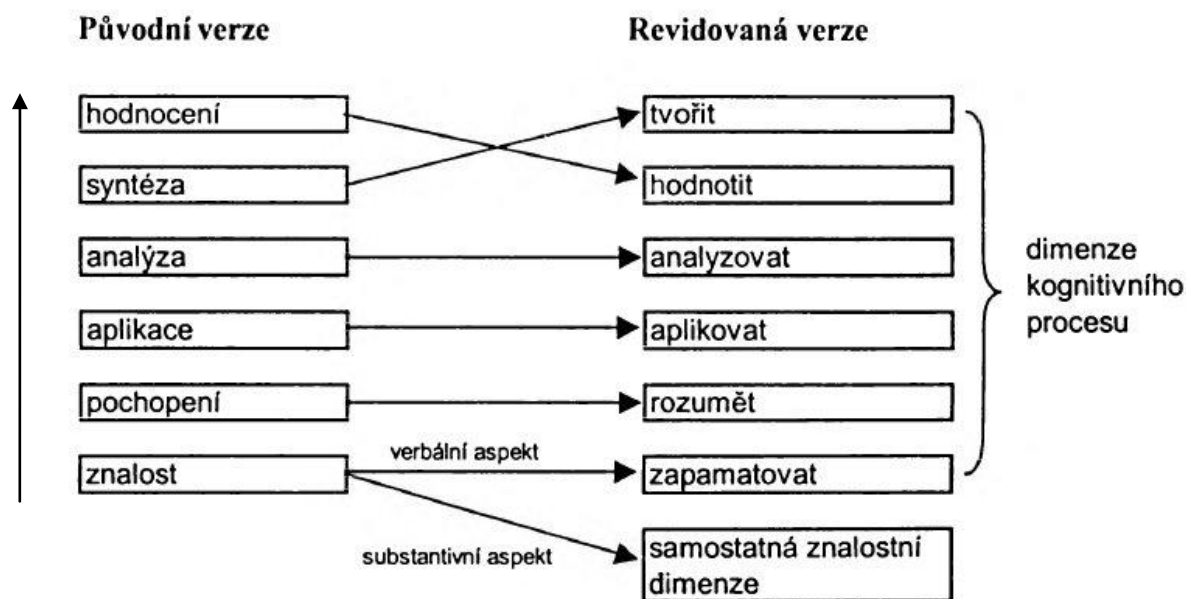 Původní verze
Revidovaná verze
hodnocení
tvořit
syntéza
hodnotit
analýza
analyzovat
dimenze
kognitivního
procesu
aplikace
aplikovat
pochopení
rozumět
znalost
verbální aspekt
zapamatovat
substantivní aspekt
samostatná znalostní
dimenze